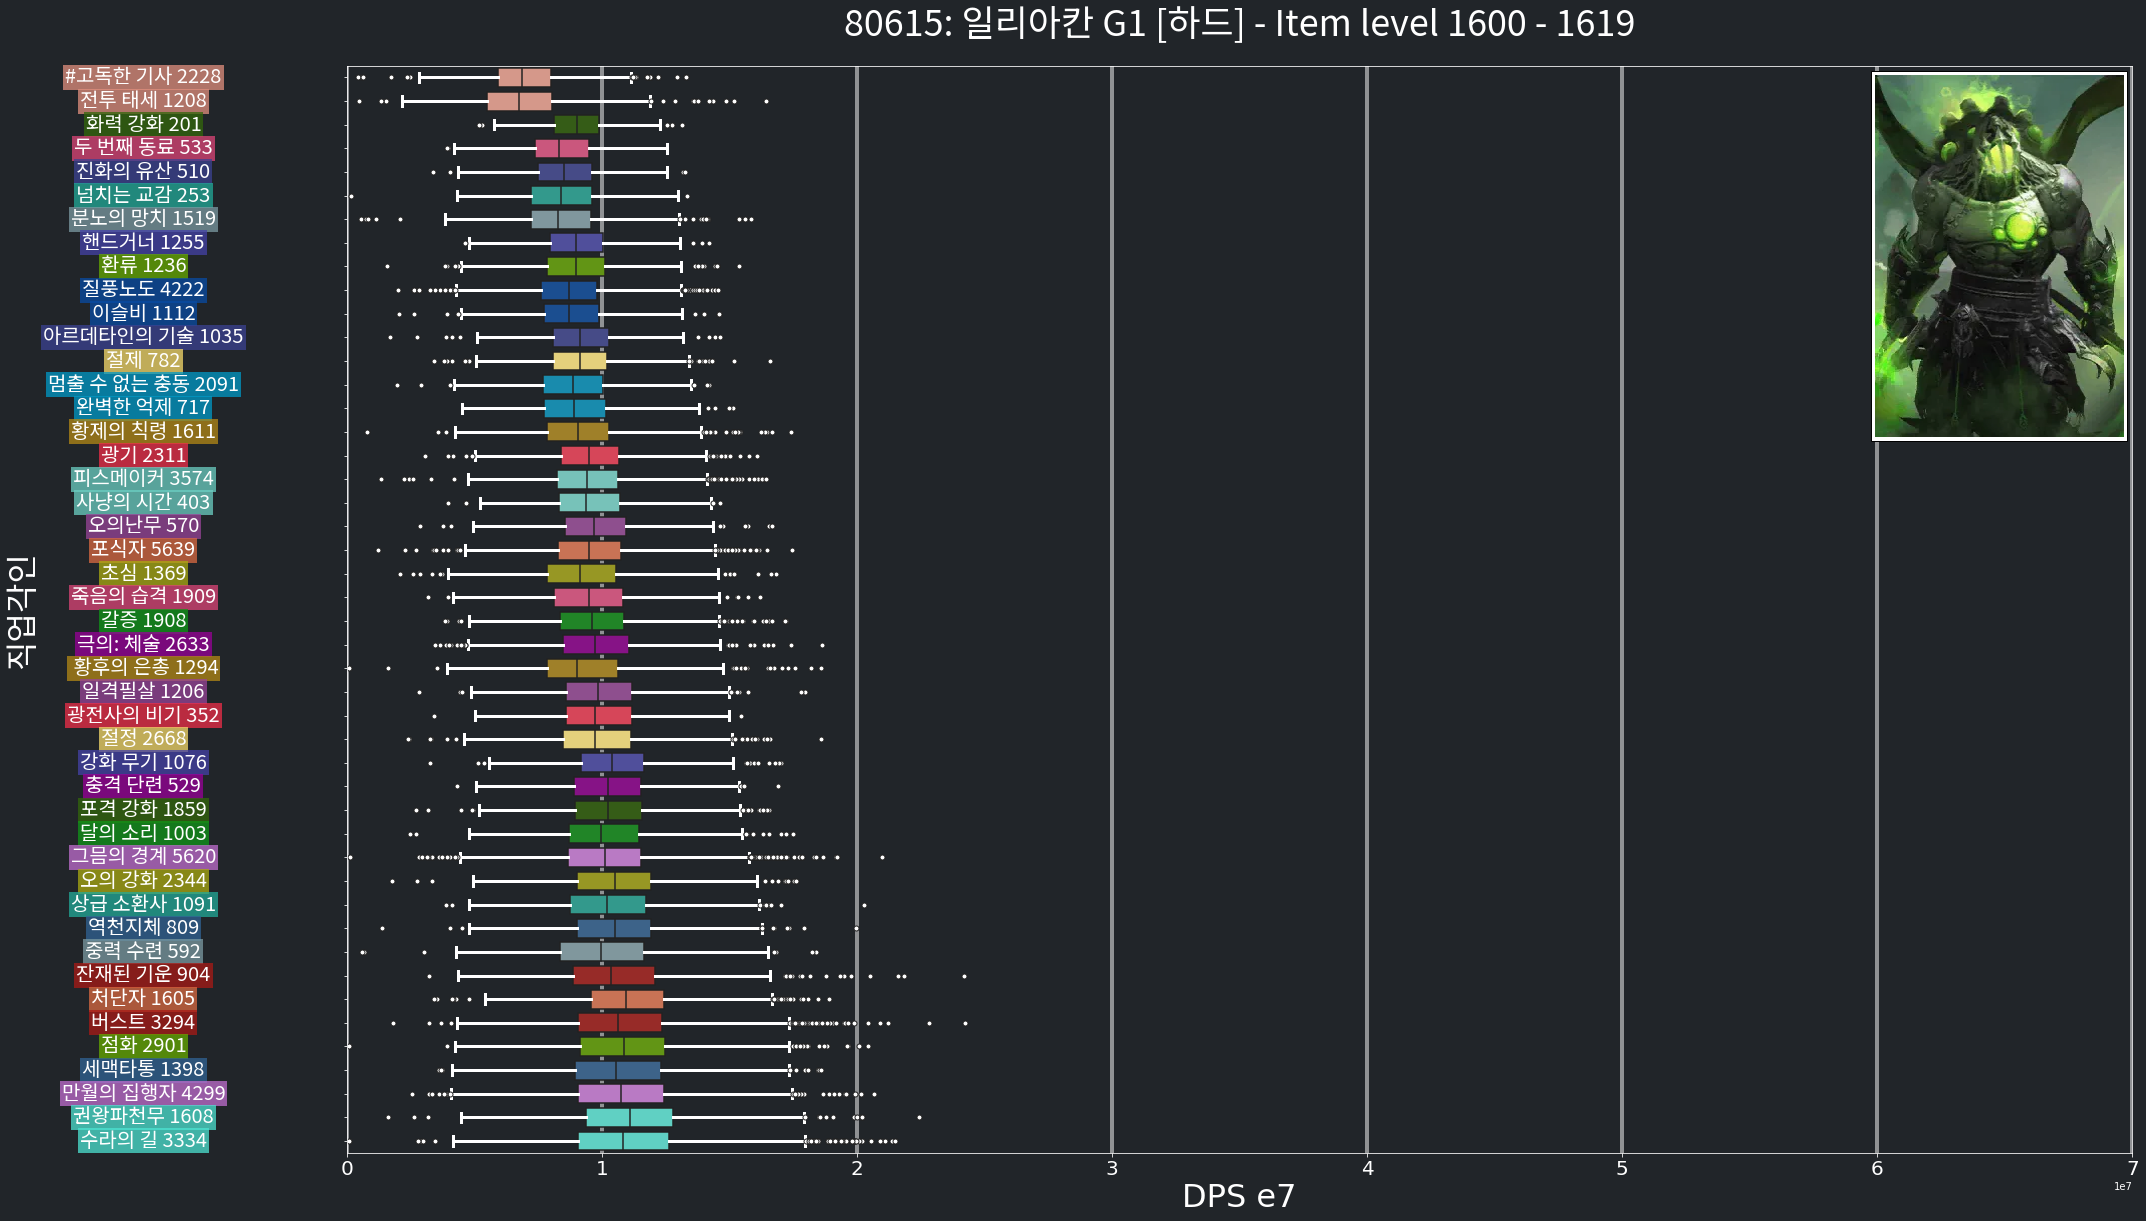 80615: 일리아칸 G1 [하드] - Item level 1600 - 1619
직업각인
#고독한 기사 2228
전투 태세 1208
화력 강화 201
두 번째 동료 533
진화의 유산 510
넘치는 교감 253
분노의 망치 1519
핸드거너 1255
환류 1236
질풍노도 4222
이슬비 1112
아르데타인의 기술 1035
절제 782
멈출 수 없는 충동 2091
완벽한 억제 717
황제의 칙령 1611
광기 2311
피스메이커 3574
사냥의 시간 403
오의난무 570
포식자 5639
초심 1369
죽음의 습격 1909
갈증 1908
극의: 체술 2633
황후의 은총 1294
일격필살 1206
광전사의 비기 352
절정 2668
강화 무기 1076
충격 단련 529
포격 강화 1859
달의 소리 1003
그믐의 경계 5620
오의 강화 2344
상급 소환사 1091
역천지체 809
중력 수련 592
잔재된 기운 904
처단자 1605
버스트 3294
점화 2901
세맥타통 1398
만월의 집행자 4299
권왕파천무 1608
수라의 길 3334
0 1 2 3 4 5 6 7
1e7
DPS e7